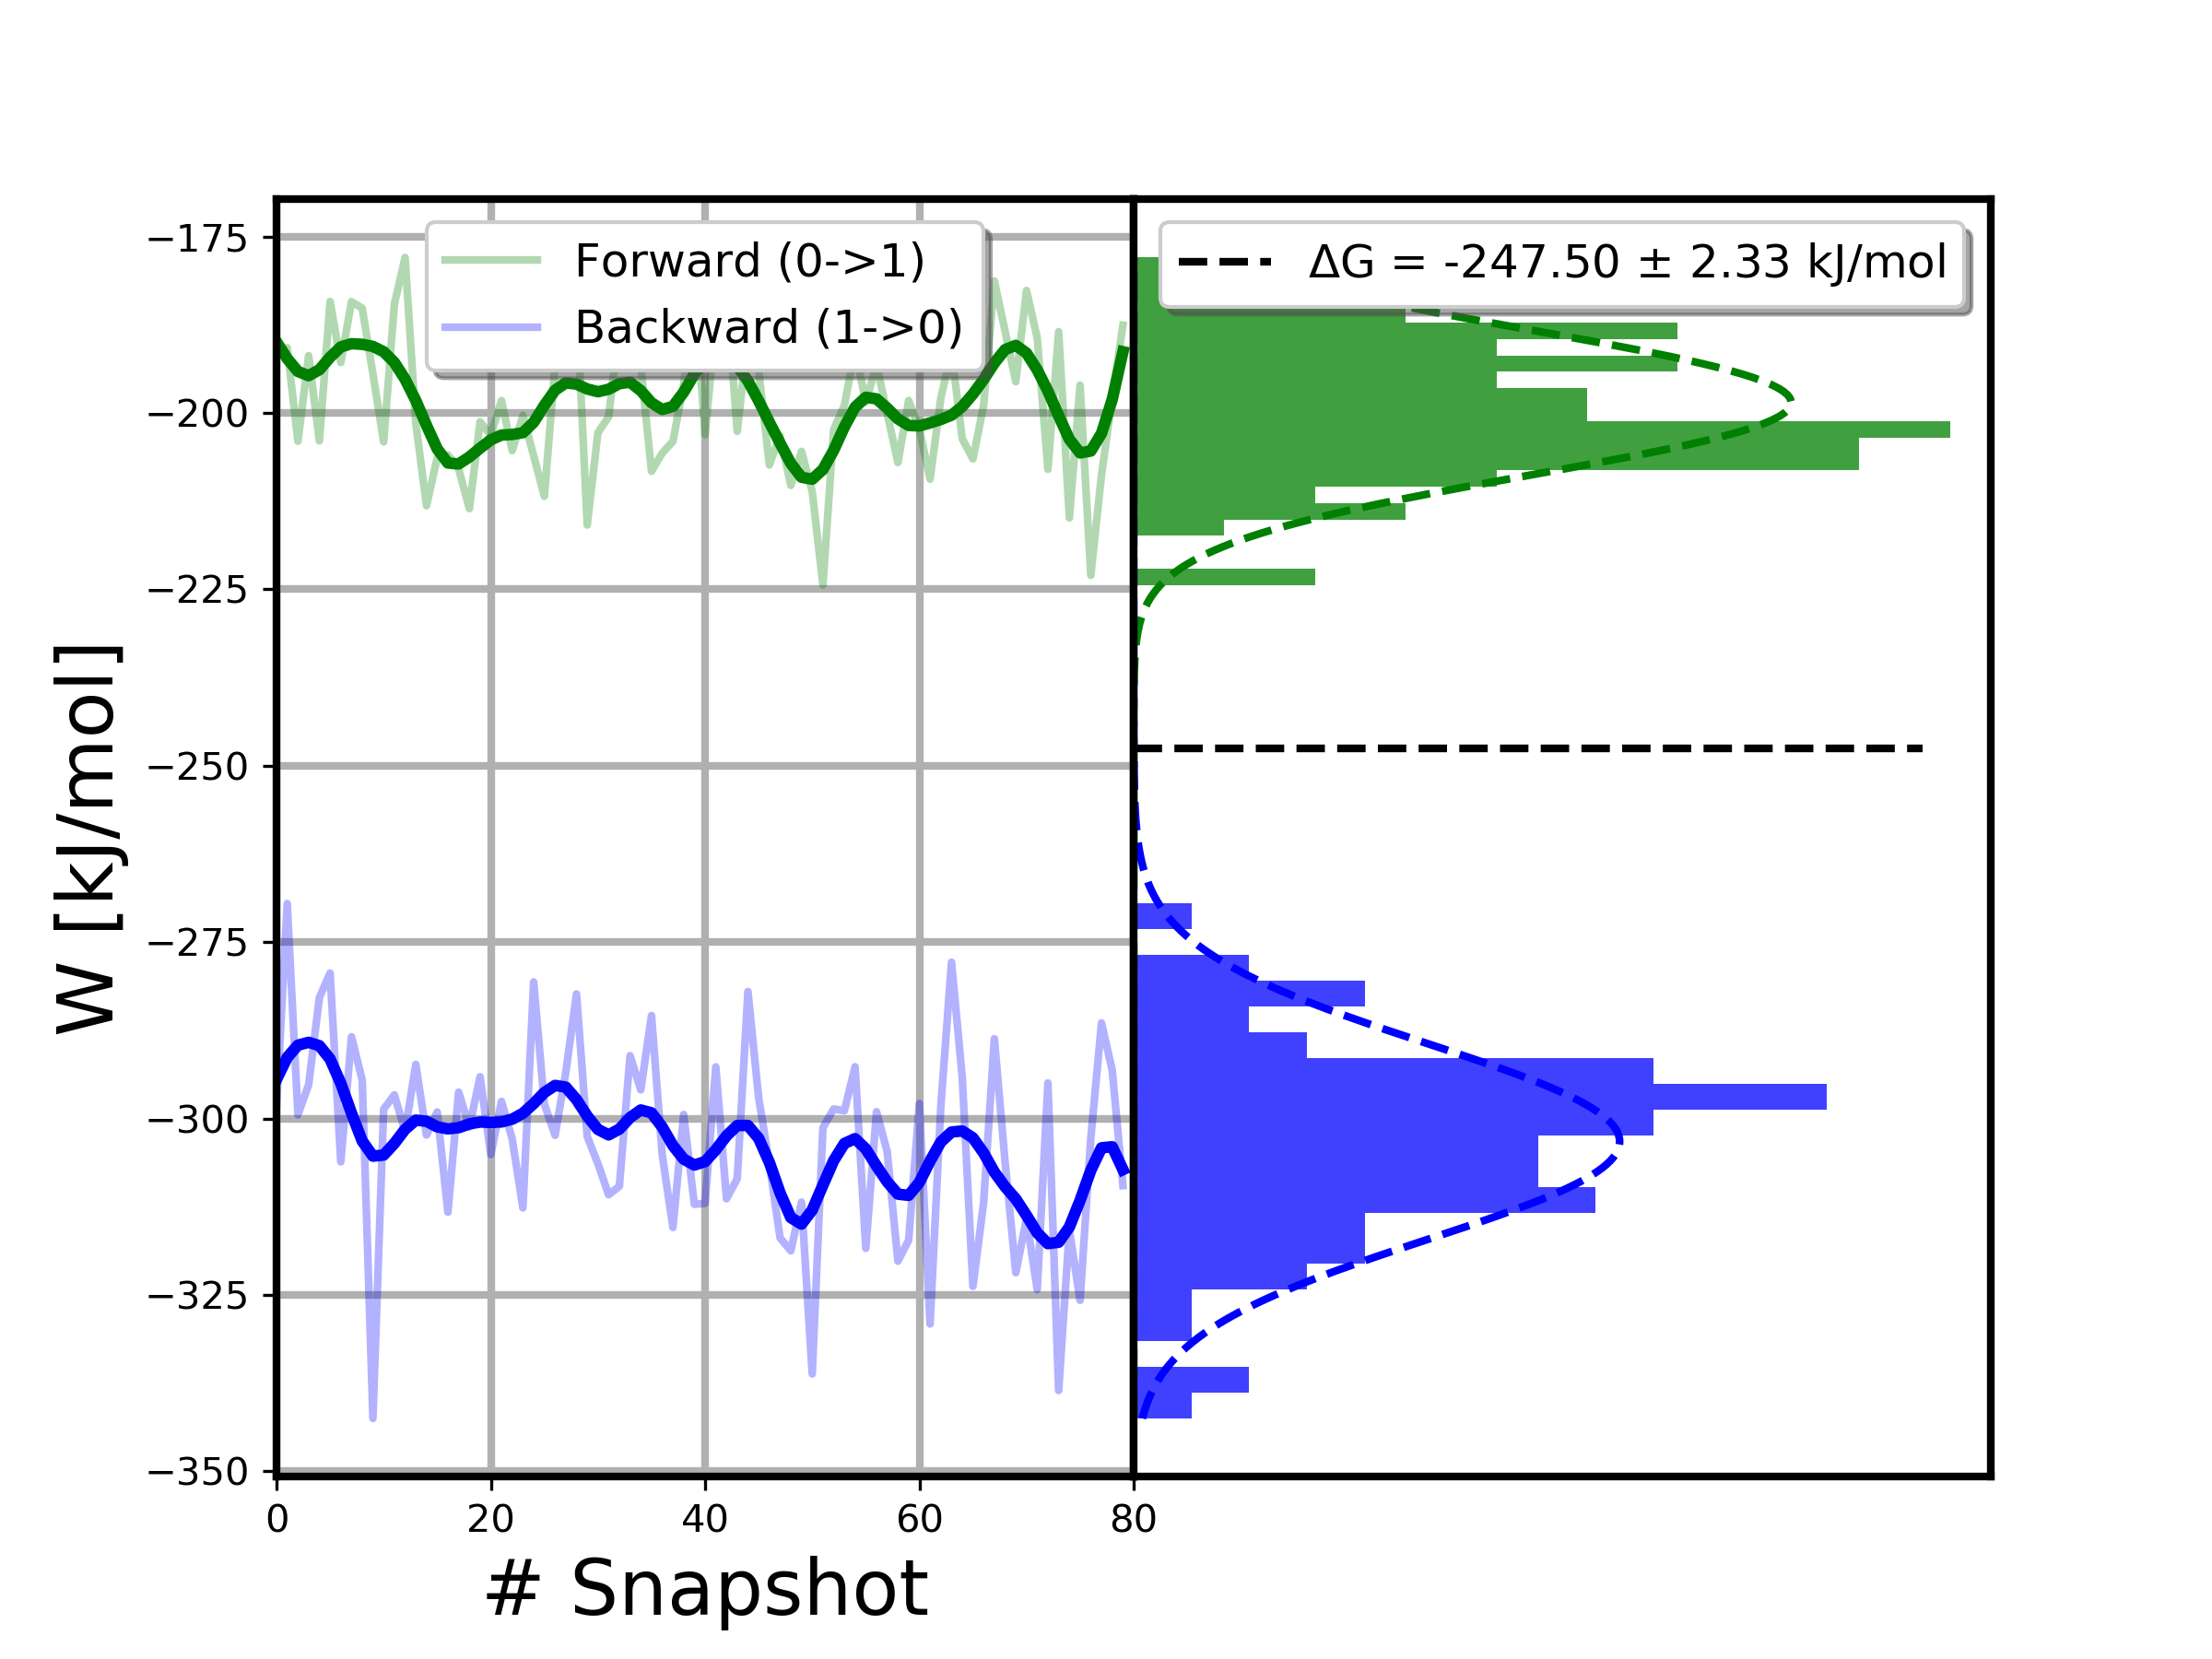 Forward (0->1)
Backward (1->0)
ΔG = -247.50 ± 2.33 kJ/mol
W [kJ/mol]
−175
−200
−225
−250
−275
−300
−325
−350
0 20 40 60 80
# Snapshot